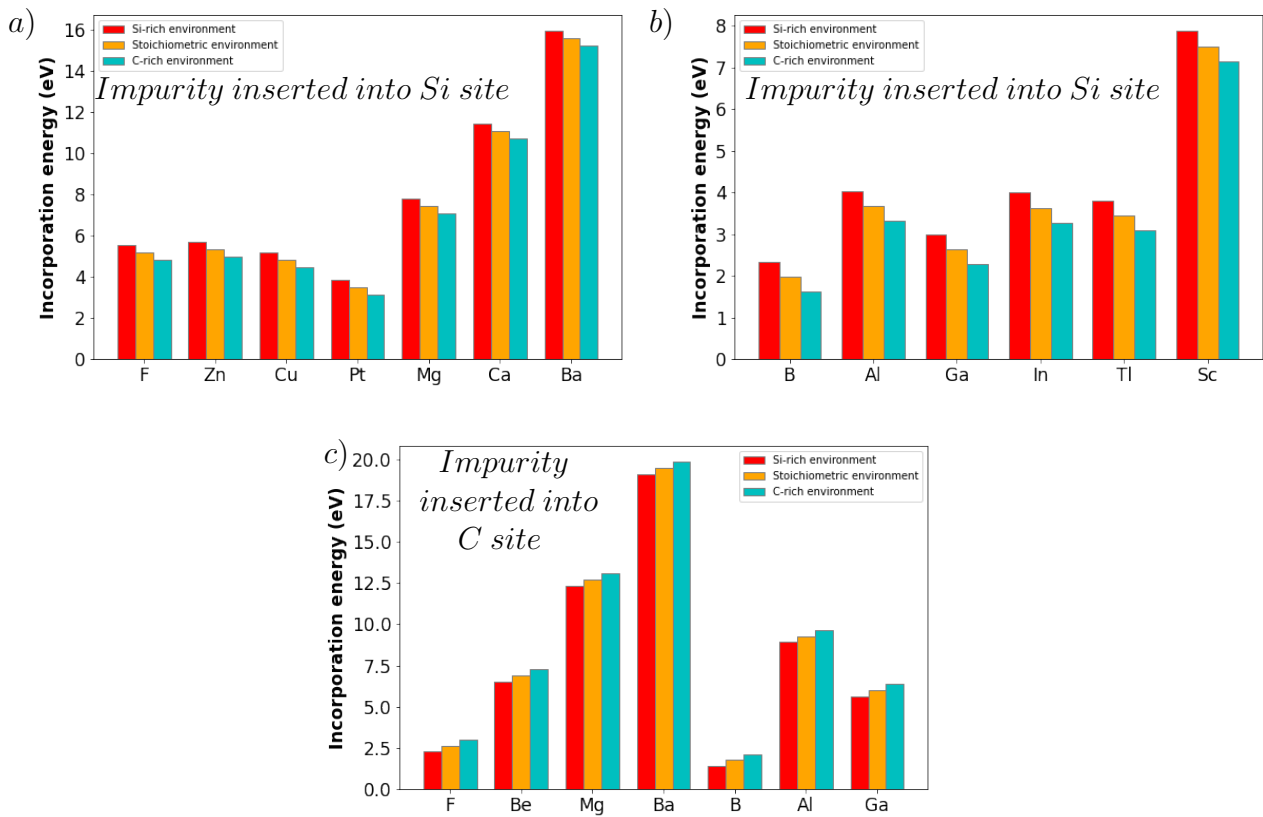 a)
Incorporation energy (eV)
16
14
12
10
8
6
4
2
0
Si-rich environment
Stoichiometric environment
C-rich environment
Impurity inserted into Si site
F Zn Cu Pt Mg Ca Ba
b)
Incorporation energy (eV)
8
7
6
5
4
3
2
1
0
Si-rich environment
Stoichiometric environment
C-rich environment
Impurity inserted into Si site
B Al Ga In Tl Sc
c)
Incorporation energy (eV)
20.0
17.5
15.0
12.5
10.0
7.5
5.0
2.5
0.0
Impurity
inserted into
C site
Si-rich environment
Stoichiometric environment
C-rich environment
F Be Mg Ba B Al Ga